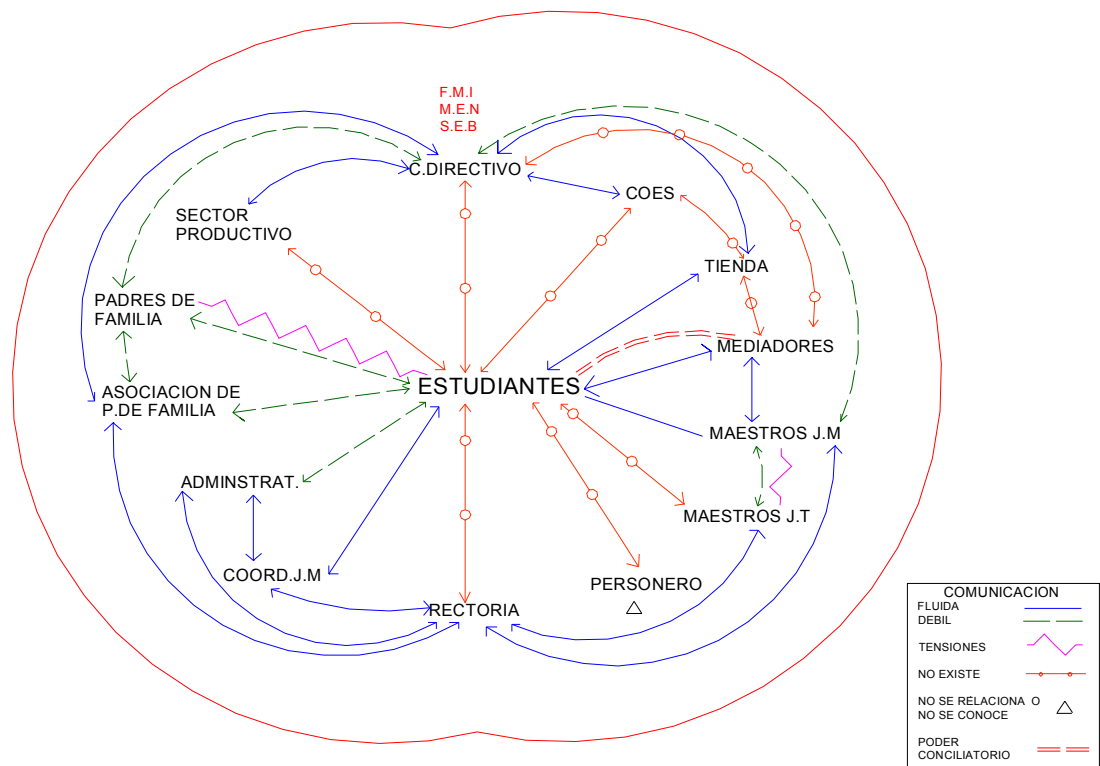 F.M.I
M.E.N
S.E.B
C.DIRECTIVO
COES
SECTOR
PRODUCTIVO
TIENDA
PADRES DE
FAMILIA
MEDIADORES
ESTUDIANTES
ASOCIACION DE
P.DE FAMILIA
MAESTROS J.M
ADMINSTRAT.
MAESTROS J.T
COORD.J.M
PERSONERO
RECTORIA
COMUNICACION
FLUIDA
DEBIL
TENSIONES
NO EXISTE
NO SE RELACIONA O
NO SE CONOCE
PODER
CONCILIATORIO